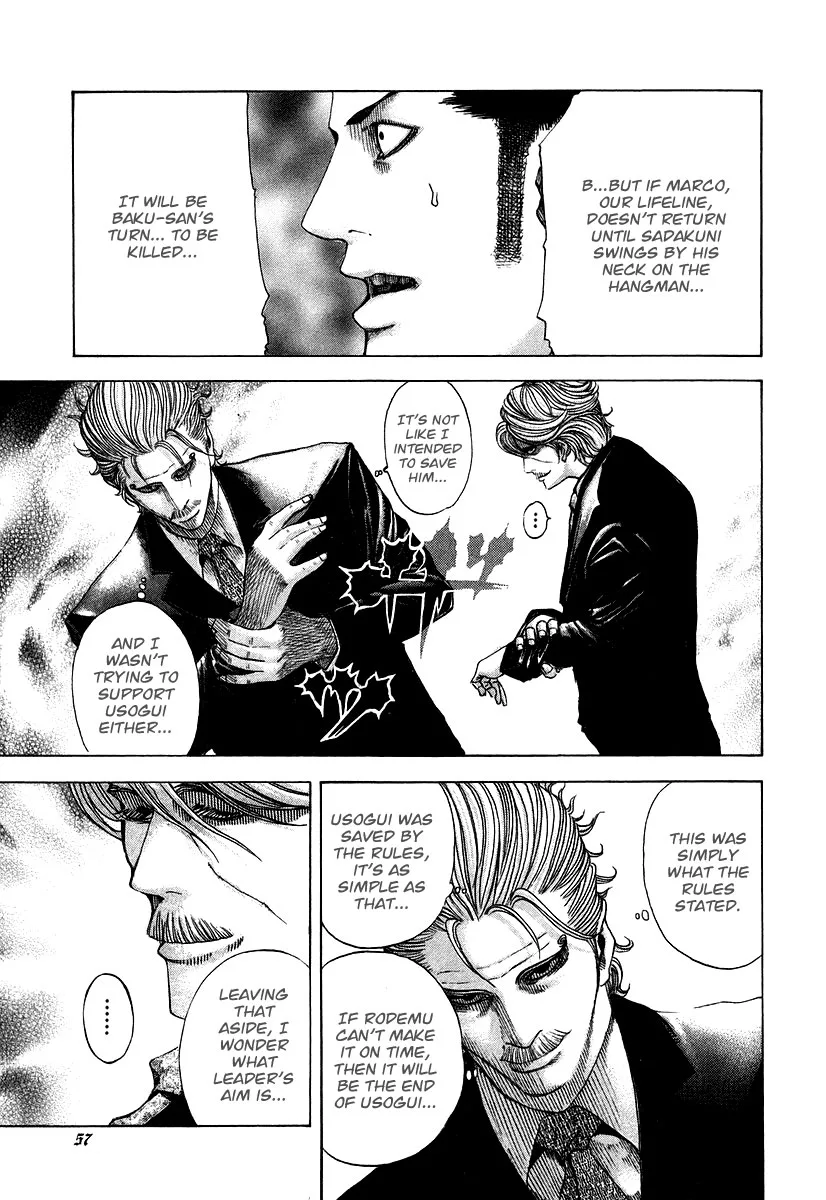 B...BUT IF MARCO,
OUR LIFELINE,
DOESN'T RETURN
UNTIL SADAKUNI
SWINGS BY HIS
NECK ON THE
HANGMAN...
IT WILL BE
BAKU-SAN'S
TURN... TO BE
KILLED...
...
IT'S NOT
LIKE I
INTENDED
TO SAVE
HIM...
AND I
WASN'T
TRYING TO
SUPPORT
USOGUI
EITHER...
THIS WAS
SIMPLY
WHAT THE
RULES
STATED.
USOGUI WAS
SAVED BY
THE RULES,
IT'S AS
SIMPLE AS
THAT...
IF RODEMU
CAN'T MAKE
IT ON TIME,
THEN IT WILL
BE THE END
OF USOGUI...
LEAVING
THAT
ASIDE, I
WONDER
WHAT
LEADER'S
AIM IS...
....
57